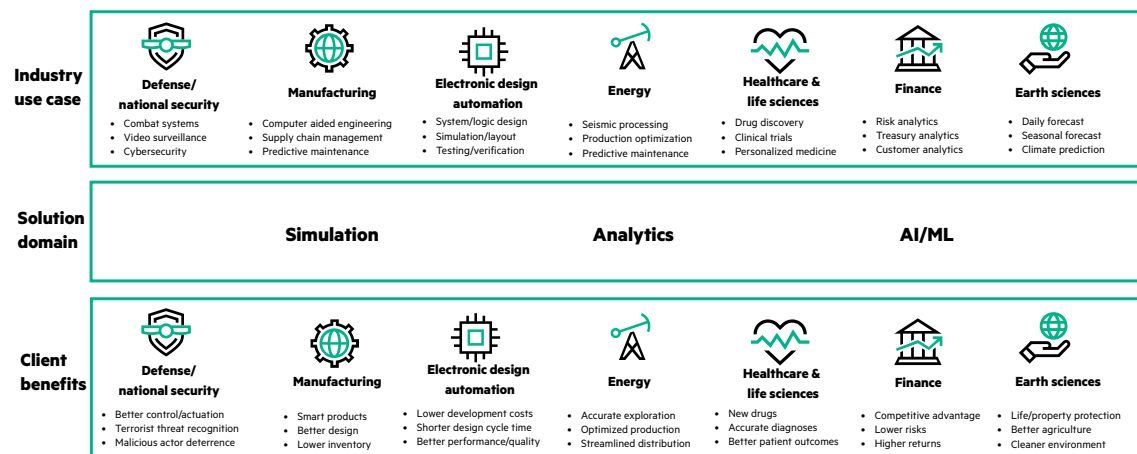 Industry
use case
Defense/
national security
• Combat systems
• Video surveillance
• Cybersecurity
Manufacturing
• Computer aided engineering
• Supply chain management
• Predictive maintenance
Electronic design
automation
• System/logic design
• Simulation/layout
• Testing/verification
Energy
• Seismic processing
• Production optimization
• Predictive maintenance
Healthcare &
life sciences
• Drug discovery
• Clinical trials
• Personalized medicine
Finance
• Risk analytics
• Treasury analytics
• Customer analytics
Earth sciences
• Daily forecast
• Seasonal forecast
• Climate prediction
Solution
domain
Simulation
Analytics
AI/ML
Client
benefits
Defense/
national security
• Better control/actuation
• Terrorist threat recognition
• Malicious actor deterrence
Manufacturing
• Smart products
• Better design
• Lower inventory
Electronic design
automation
• Lower development costs
• Shorter design cycle time
• Better performance/quality
Energy
• Accurate exploration
• Optimized production
• Streamlined distribution
Healthcare &
life sciences
• New drugs
• Accurate diagnoses
• Better patient outcomes
Finance
• Competitive advantage
• Lower risks
• Higher returns
Earth sciences
• Life/property protection
• Better agriculture
• Cleaner environment